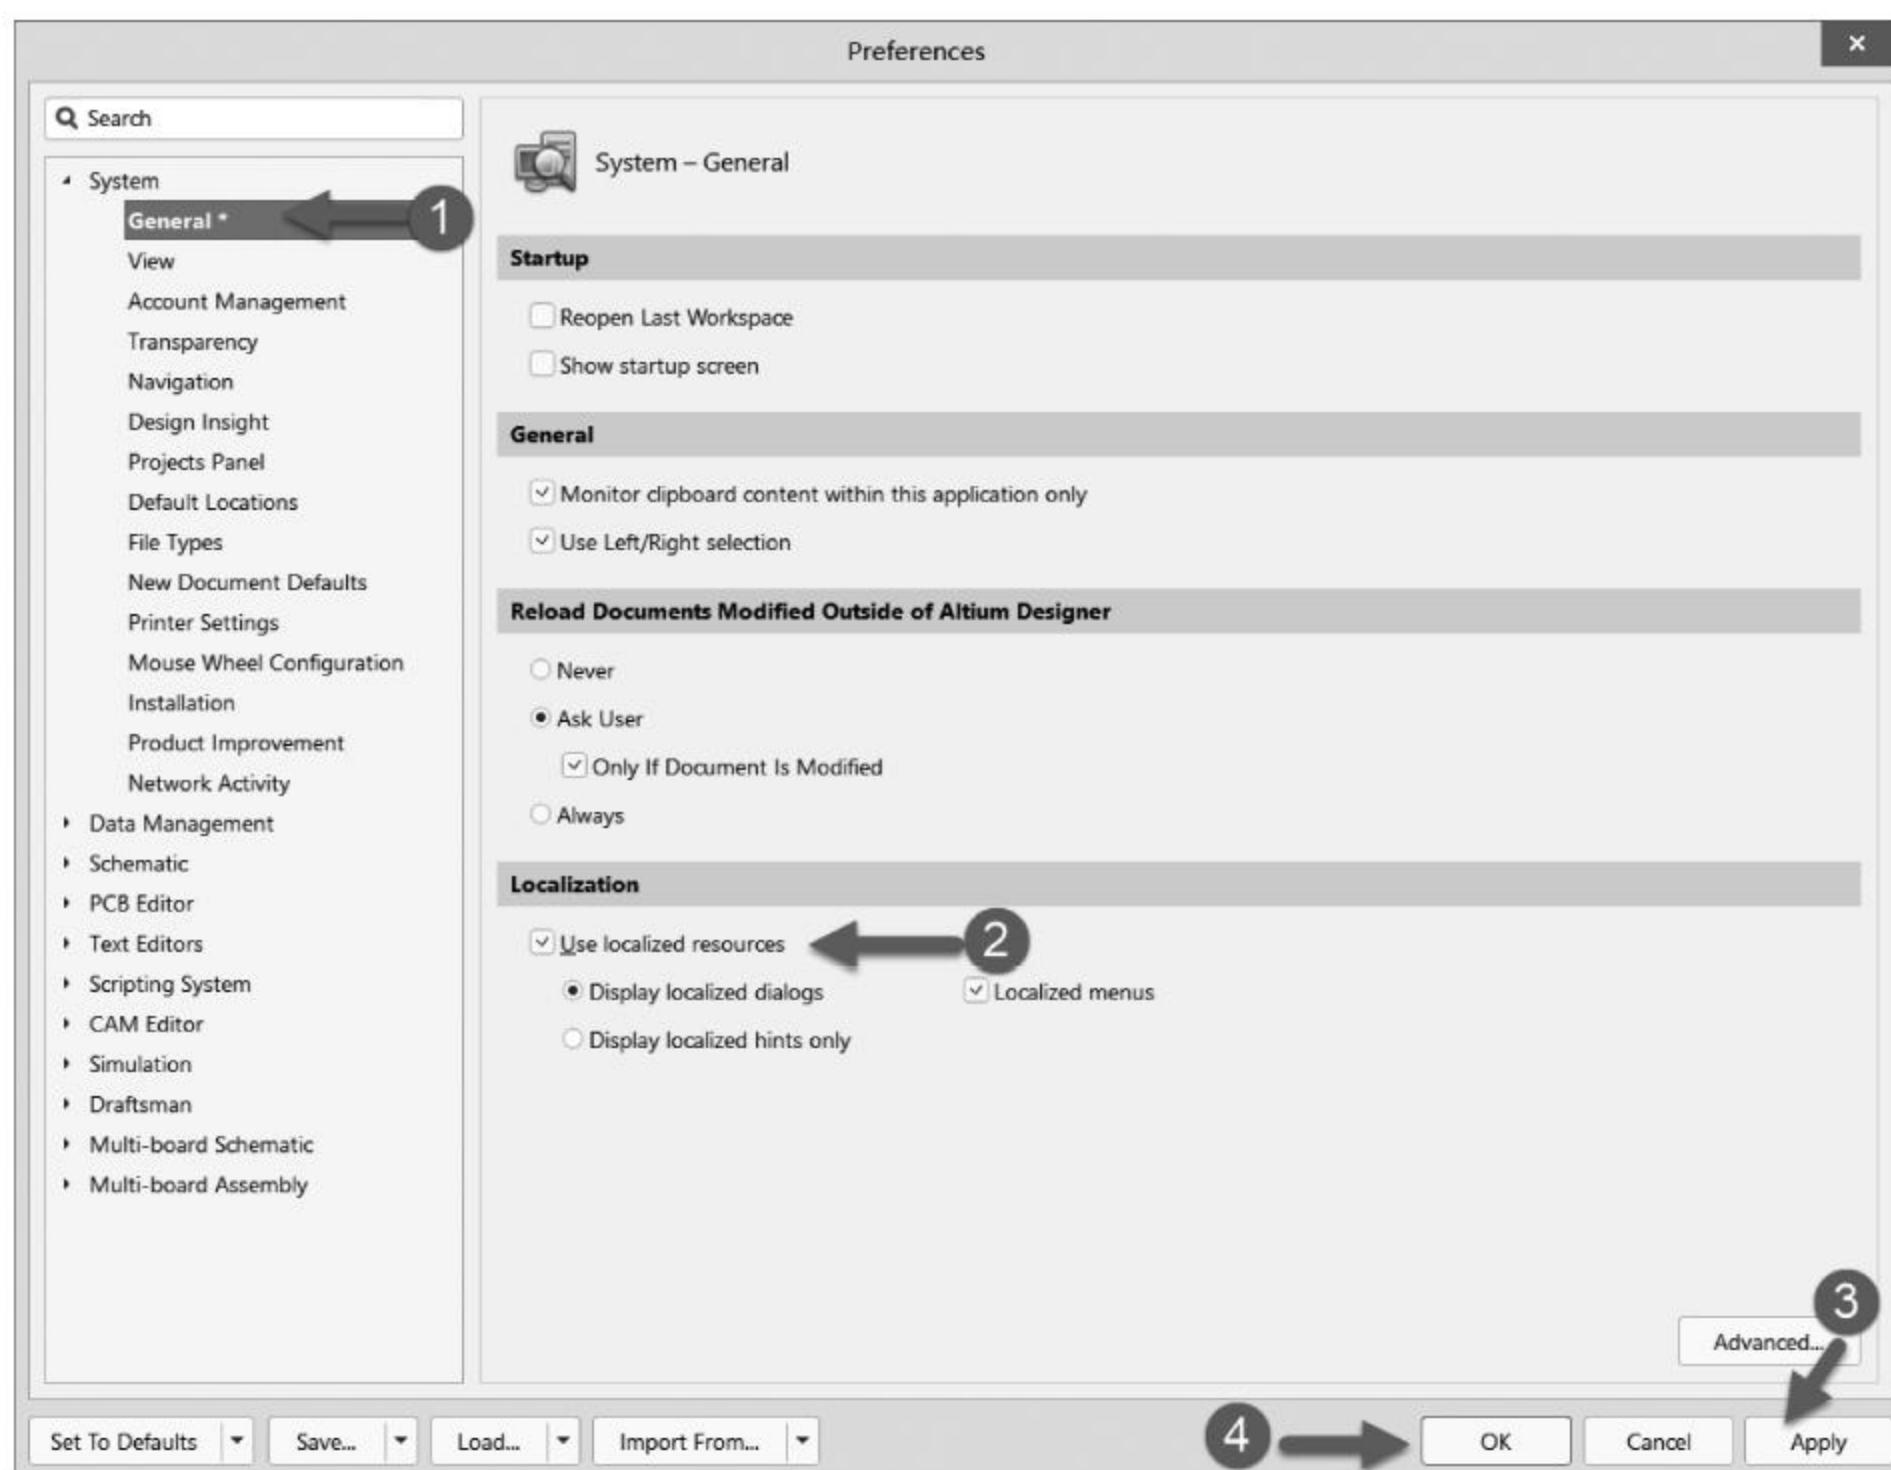 Preferences
×
Search
System
General *
1
View
Account Management
Transparency
Navigation
Design Insight
Projects Panel
Default Locations
File Types
New Document Defaults
Printer Settings
Mouse Wheel Configuration
Installation
Product Improvement
Network Activity
Data Management
Schematic
PCB Editor
Text Editors
Scripting System
CAM Editor
Simulation
Draftsman
Multi-board Schematic
Multi-board Assembly
System – General
Startup
Reopen Last Workspace
Show startup screen
General
Monitor clipboard content within this application only
Use Left/Right selection
Reload Documents Modified Outside of Altium Designer
Never
Ask User
Only If Document Is Modified
Always
Localization
Use localized resources
2
Display localized dialogs
Localized menus
Display localized hints only
3
Advanced...
Set To Defaults
Save...
Load...
Import From...
4
OK
Cancel
Apply